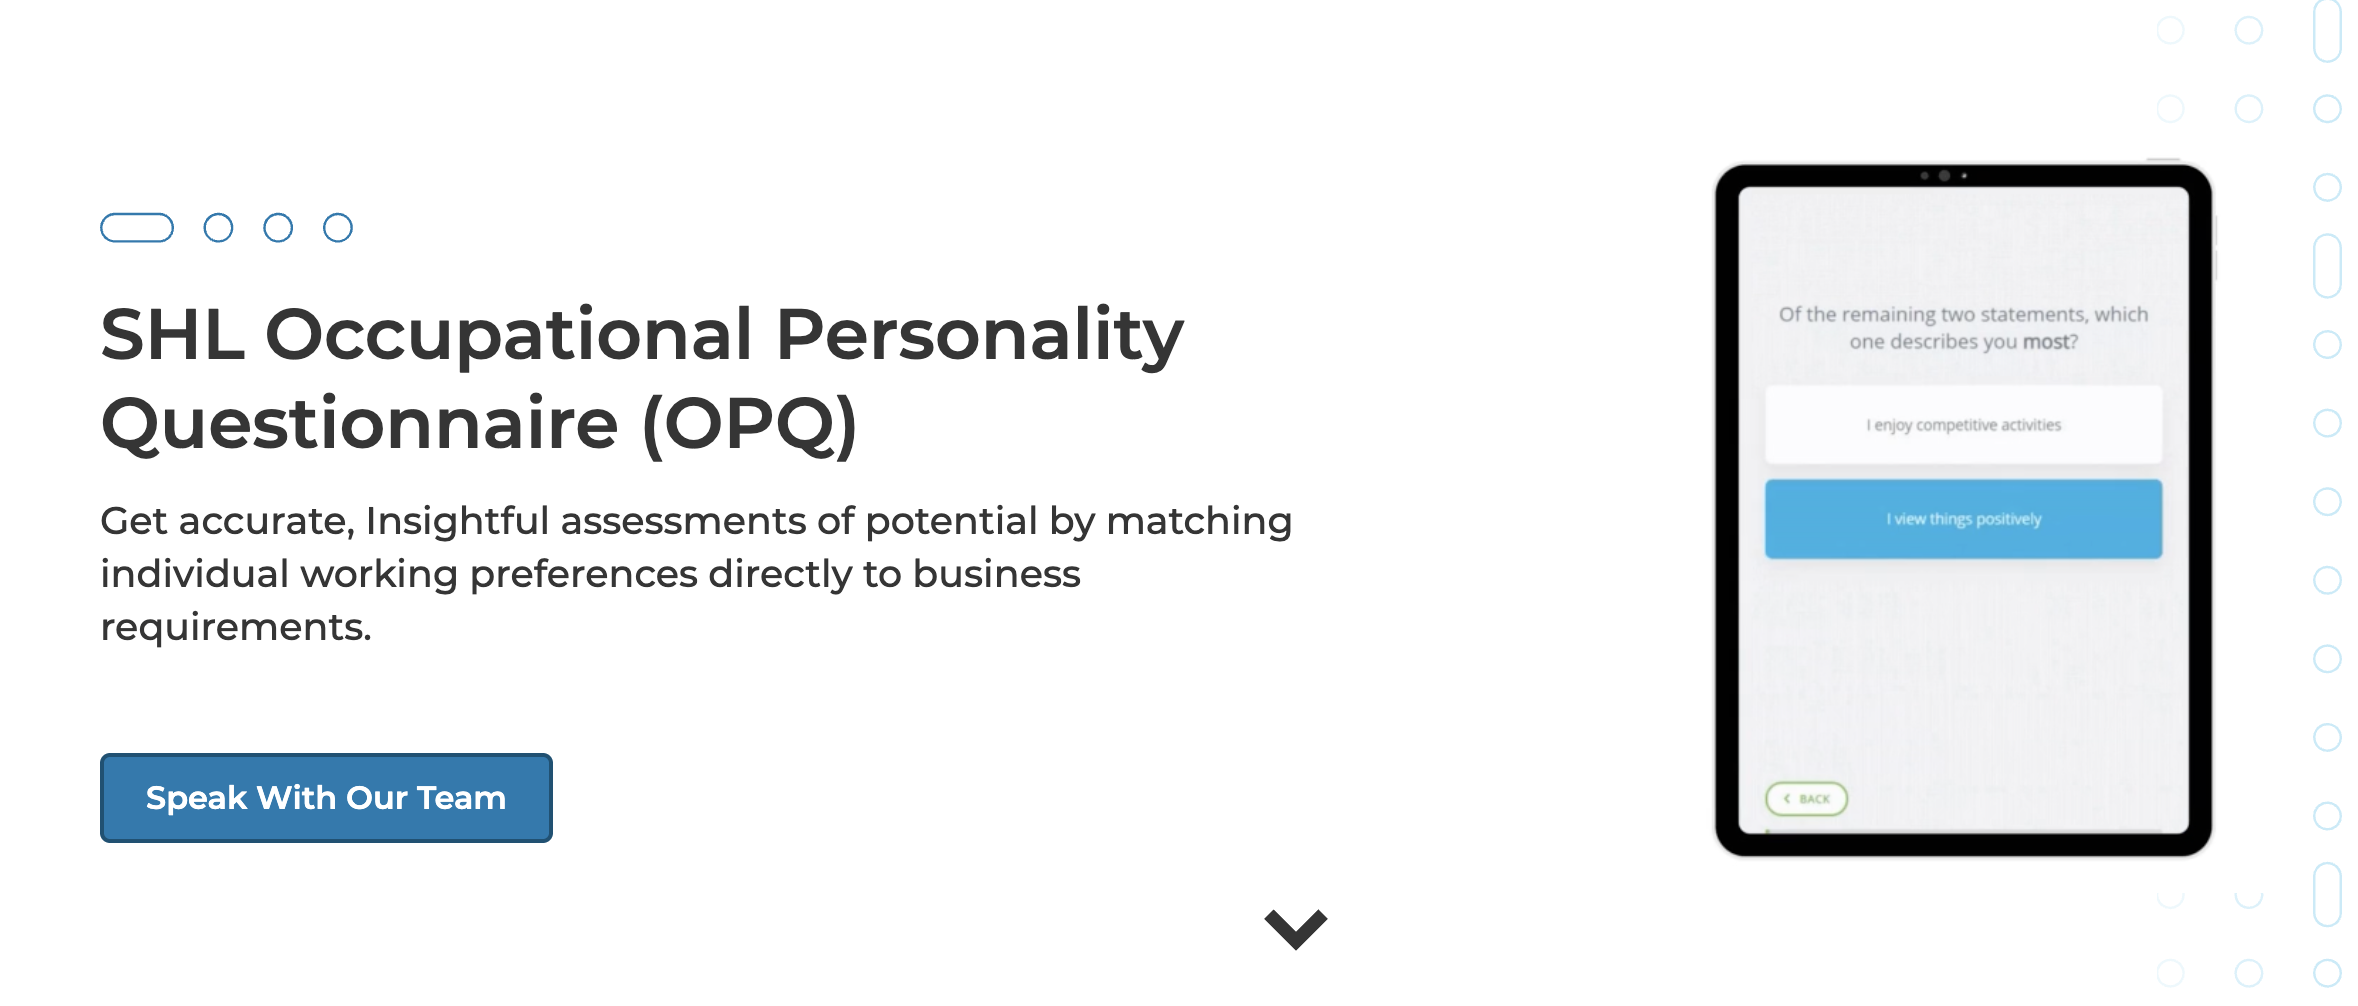 SHL Occupational Personality
Questionnaire (OPQ)
Get accurate, Insightful assessments of potential by matching
individual working preferences directly to business
requirements.
Speak With Our Team
Of the remaining two statements, which
one describes you most?
I enjoy competitive activities
I view things positively
BACK